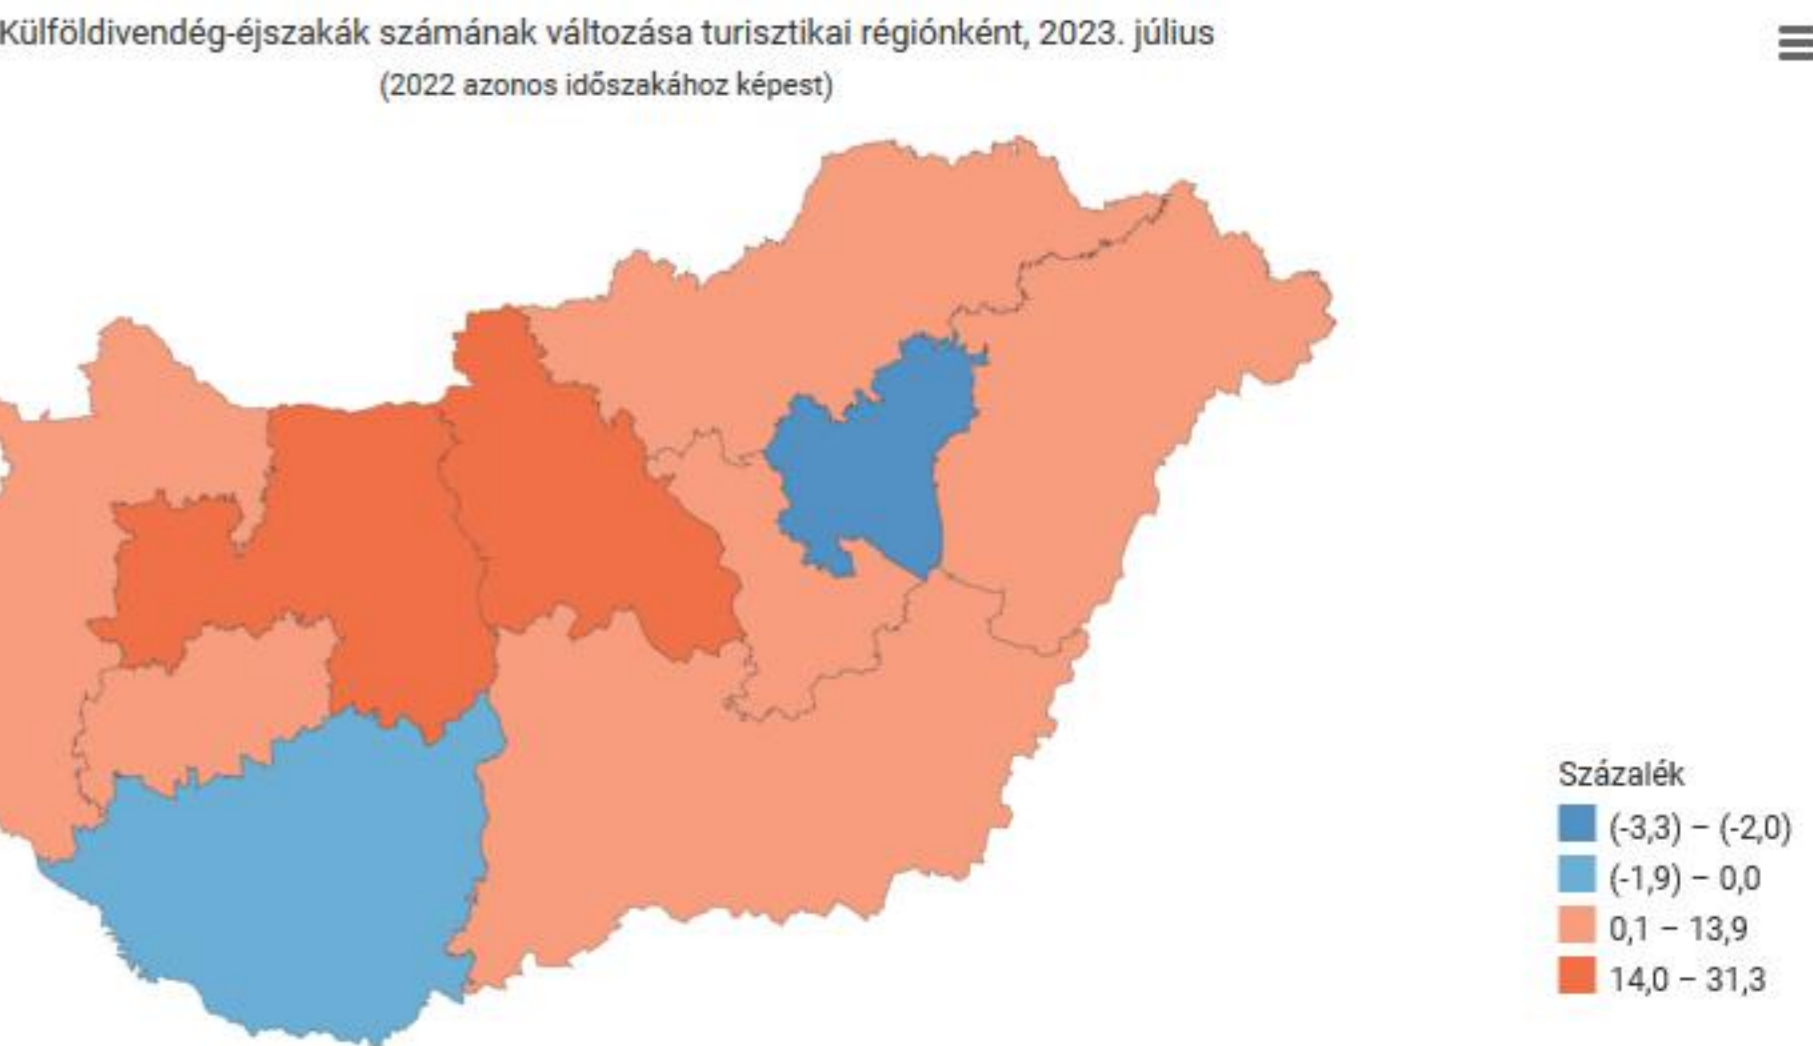 Külföldivendég-éjszakák számának változása turisztikai régiónként, 2023. július
(2022 azonos időszakához képest)
Százalék
(-3,3) – (-2,0)
(-1,9) – 0,0
0,1 – 13,9
14,0 – 31,3